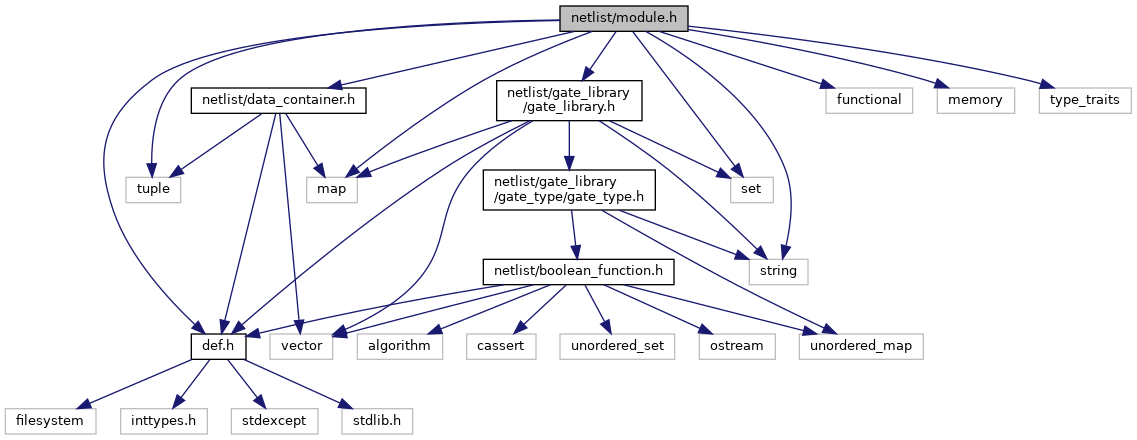 netlist/module.h
netlist/data_container.h
netlist/gate_library
/gate_library.h
functional
memory
type_traits
tuple
map
netlist/gate_library
/gate_type/gate_type.h
set
netlist/boolean_function.h
string
def.h
vector
algorithm
cassert
unordered_set
ostream
unordered_map
filesystem
inttypes.h
stdexcept
stdlib.h